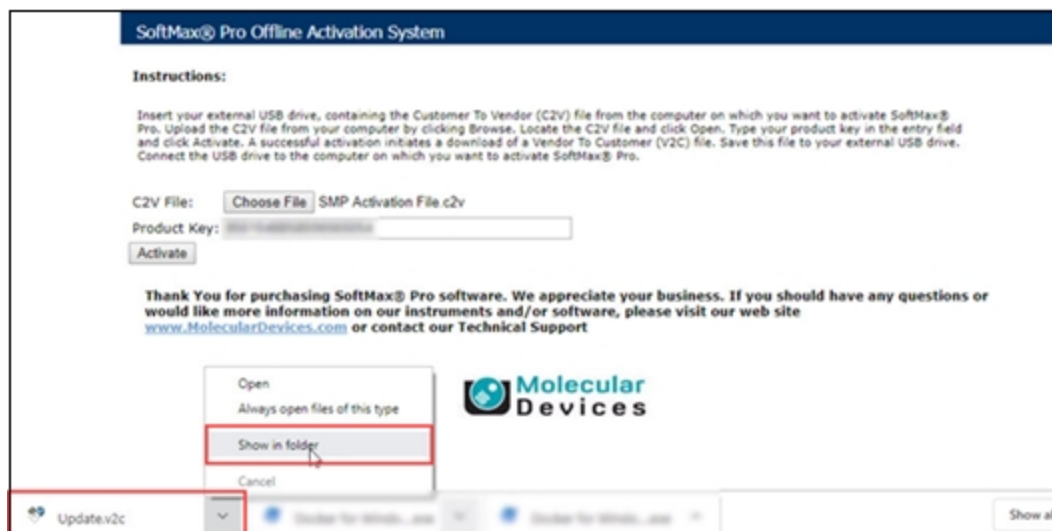 SoftMax® Pro Offline Activation System
Instructions:
Insert your external USB drive, containing the Customer To Vendor (C2V) file from the computer on which you want to activate SoftMax®
Pro. Upload the C2V file from your computer by clicking Browse. Locate the C2V file and click Open. Type your product key in the entry field
and click Activate. A successful activation initiates a download of a Vendor To Customer (V2C) file. Save this file to your external USB drive.
Connect the USB drive to the computer on which you want to activate SoftMax® Pro.
C2V File: Choose File SMP Activation File.c2v
Product Key:
Activate
Thank You for purchasing SoftMax® Pro software. We appreciate your business. If you should have any questions or
would like more information on our instruments and/or software, please visit our web site
www.MolecularDevices.com or contact our Technical Support
Open
Always open files of this type
Show in folder
Cancel
Molecular
Devices
Update.v2c
Show al